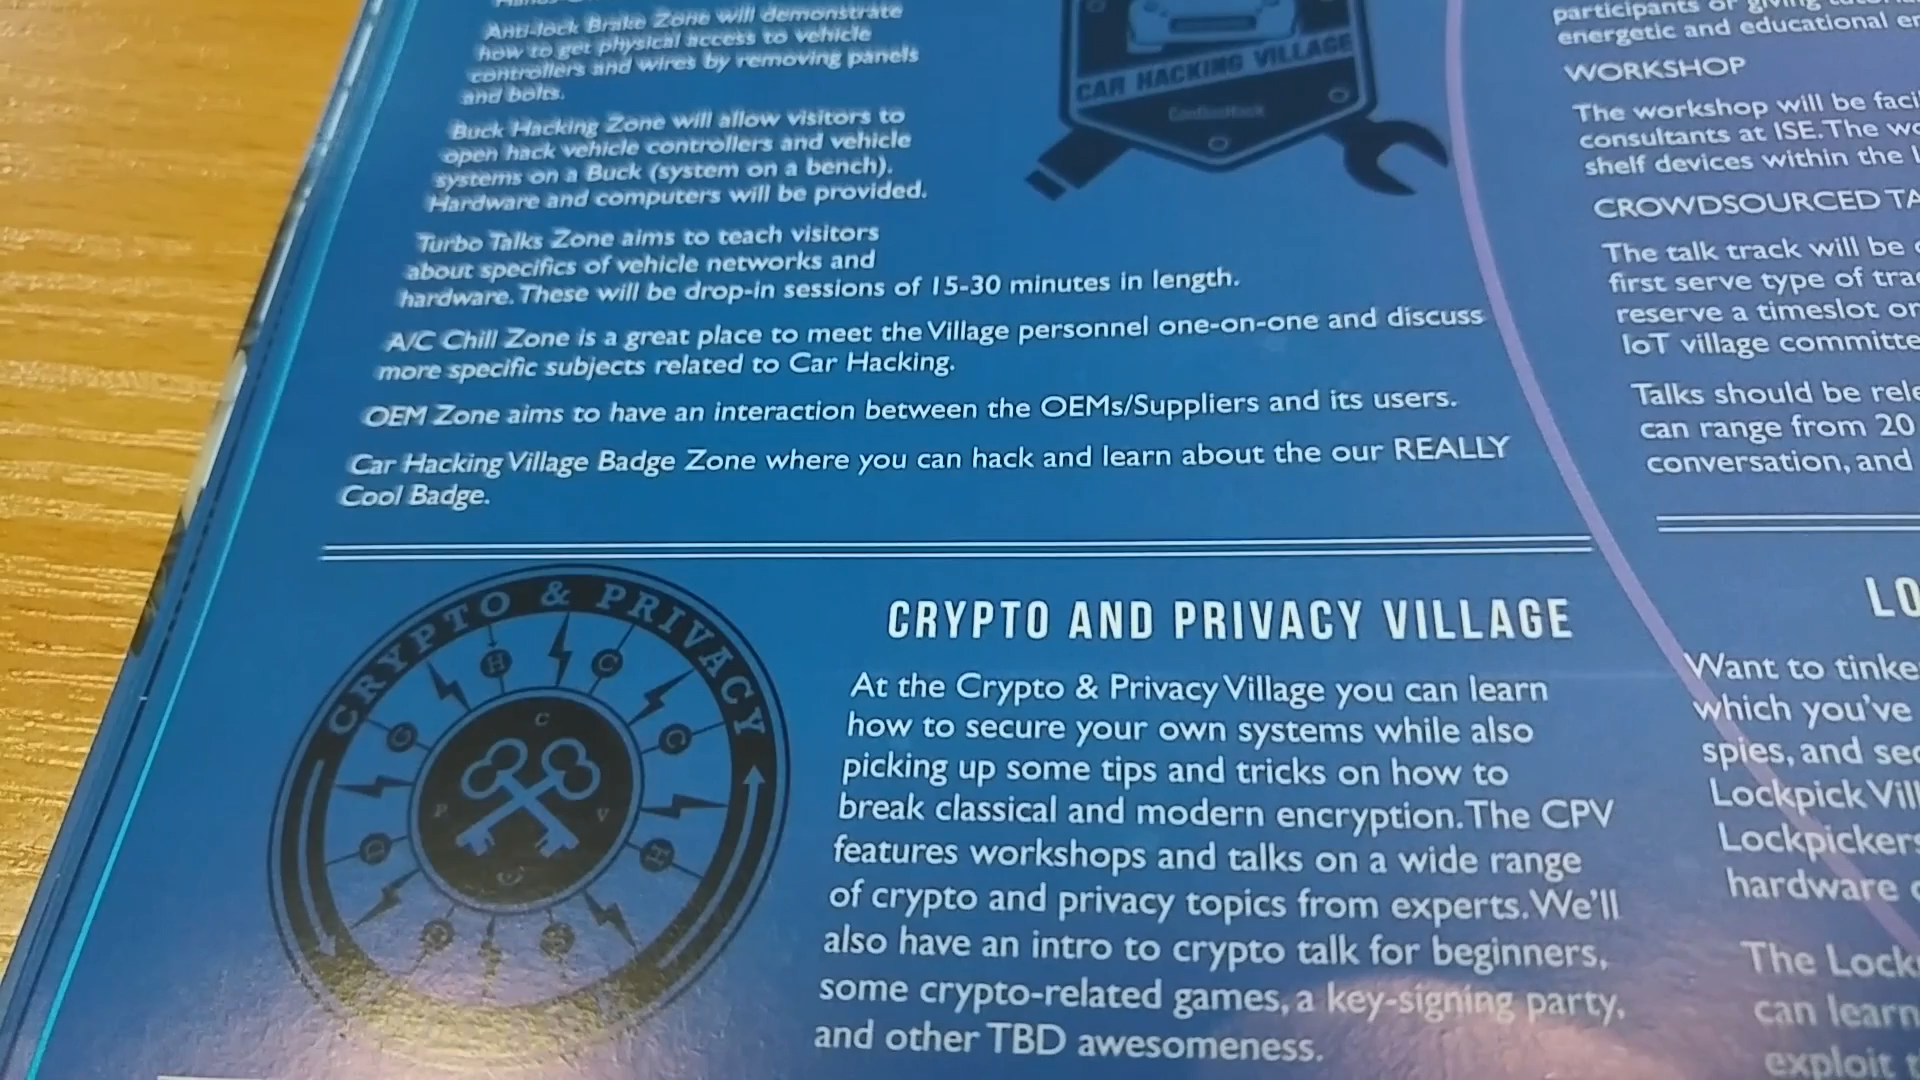 Anti-lock Brake Zone will demonstrate
how to get physical access to vehicle
controllers and wires by removing panels
and bolts.
Buck Hacking Zone will allow visitors to
open hack vehicle controllers and vehicle
systems on a Buck (system on a bench).
Hardware and computers will be provided.
Turbo Talks Zone aims to teach visitors
about specifics of vehicle networks and
hardware. These will be drop-in sessions of 15-30 minutes in length.
A/C Chill Zone is a great place to meet the Village personnel one-on-one and discuss
more specific subjects related to Car Hacking.
OEM Zone aims to have an interaction between the OEMs/Suppliers and its users.
Car Hacking Village Badge Zone where you can hack and learn about the our REALLY
Cool Badge.
CAR HACKING VILLAGE
CRYPTO & PRIVACY
H
C
G
C
C
P
V
CRYPTO AND PRIVACY VILLAGE
At the Crypto & Privacy Village you can learn
how to secure your own systems while also
picking up some tips and tricks on how to
break classical and modern encryption. The CPV
features workshops and talks on a wide range
of crypto and privacy topics from experts. We'll
also have an intro to crypto talk for beginners,
some crypto-related games, a key-signing party,
and other TBD awesomeness.
participants or giving
energetic and educational
WORKSHOP
The workshop will be
consultants at ISE. The
shelf devices within the
CROWDSOURCED
The talk track will be
first serve type of
reserve a timeslot or
IoT village
Talks should be
can range from 20
conversation, and
Want to
which you've
spies, and
Lockpick
Lockpickers
hardware
The
can learn
exploit